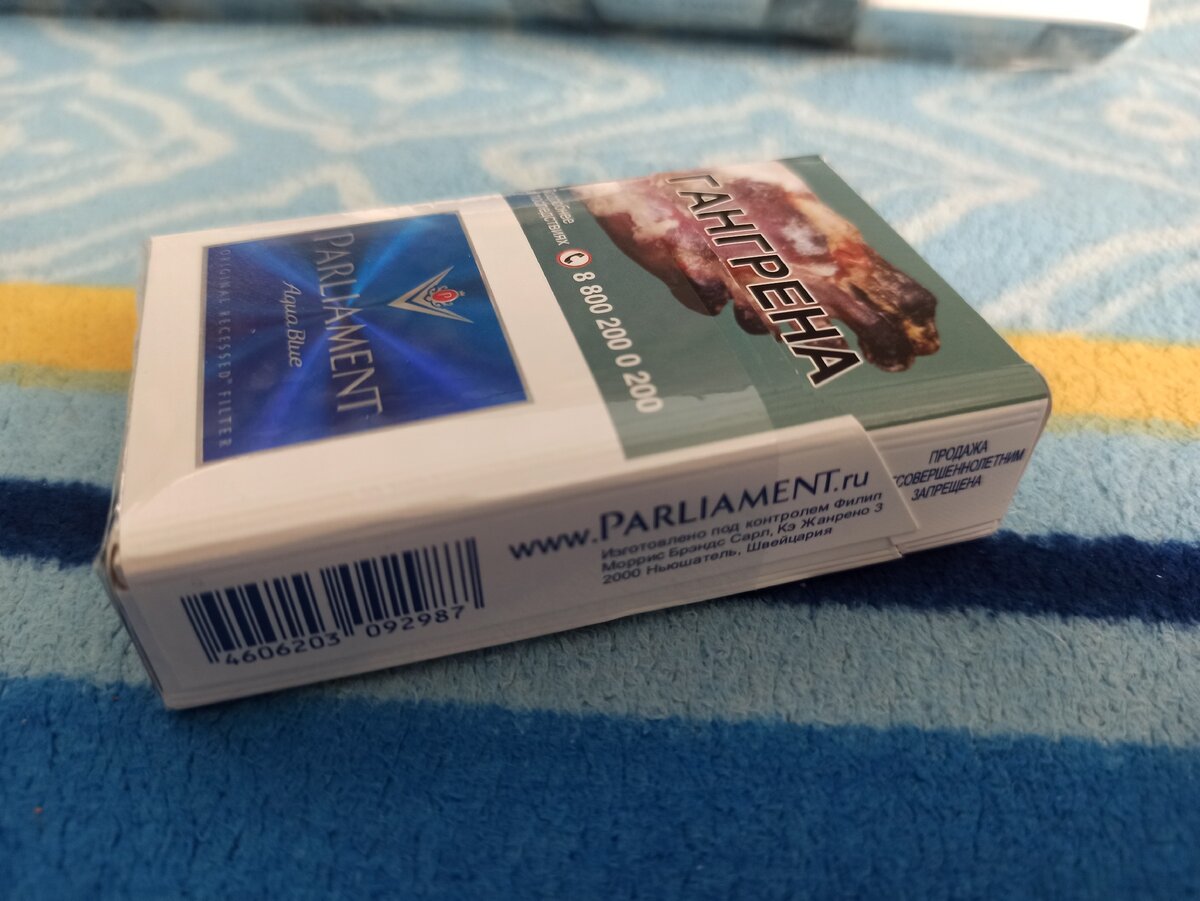 PARLIAMENT
Aqua Blue
ORIGINAL RECESSED FILTER
8 800 200 0 200
ГАНГРЕНА
www.PARLIAMENT.ru
Изготовлено под контролем Филип
Моррис Брэндс Сарл, Кэ Жанрено 3
2000 Ньюшатель, Швейцария
4606203 092987
ПРОДАЖА
ЗАПРЕЩЕНА